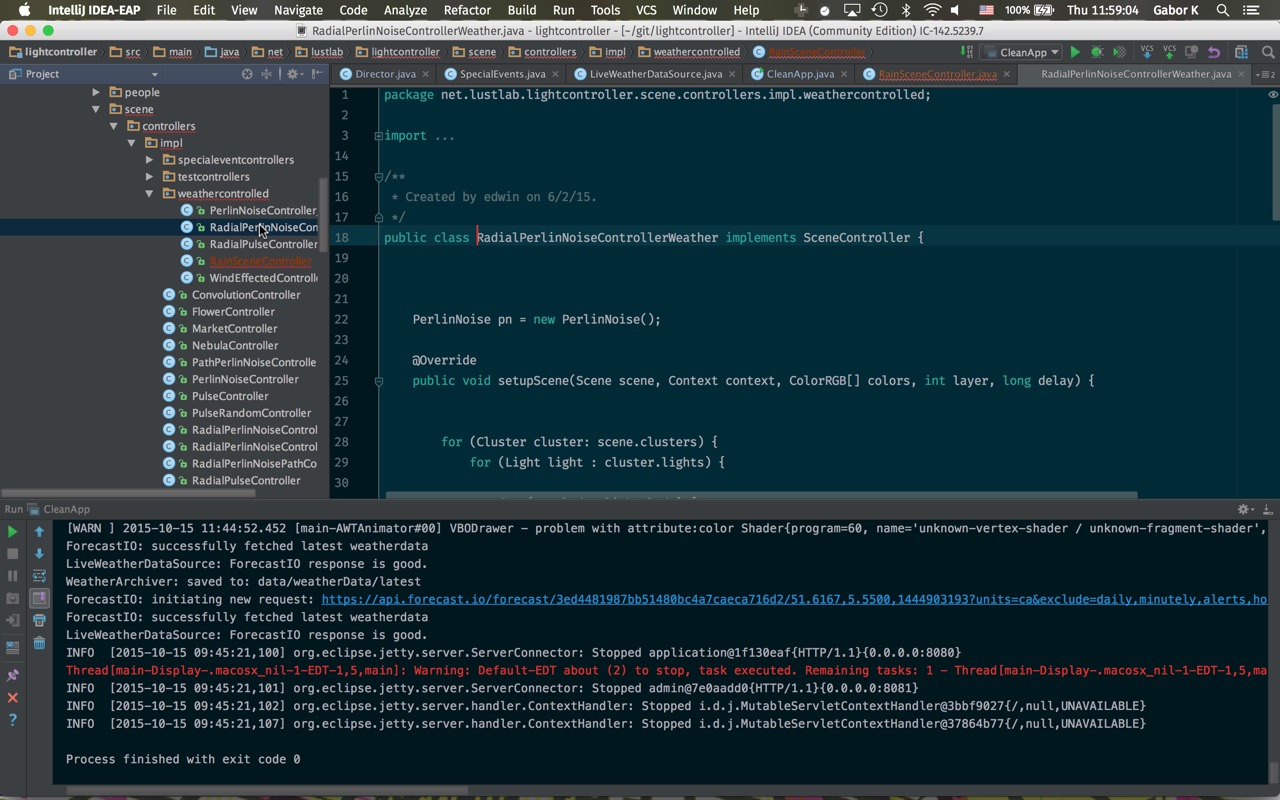 IntelliJ IDEA-EAP File Edit View Navigate Code Analyze Refactor Build Run Tools VCS Window Help 100% Thu 11:59:04 Gabor K
RadialPerlinNoiseControllerWeather.java - lightcontroller - [~/git/lightcontroller] - IntelliJ IDEA (Community Edition) IC-142.5239.7
lightcontroller src main java net lustlab lightcontroller scene controllers impl weathercontrolled RainSceneController CleanApp VCS VCS
Project
Director.java SpecialEvents.java LiveWeatherDataSource.java CleanApp.java RainSceneController.java RadialPerlinNoiseControllerWeather.java 2
people
scene
controllers
impl
specialeventcontrollers
testcontrollers
weathercontrolled
PerlinNoiseController
RadialPerlinNoiseCon
RadialPulseController
RainSceneController
WindEffectedControll
ConvolutionController
FlowerController
MarketController
NebulaController
PathPerlinNoiseControlle
PerlinNoiseController
PulseController
PulseRandomController
RadialPerlinNoiseControl
RadialPerlinNoiseControl
RadialPerlinNoisePathCo
RadialPulseController
1 package net.lustlab.lightcontroller.scene.controllers.impl.weathercontrolled;
2
3 import ...
14
15 /**
16 * Created by edwin on 6/2/15.
17 */
18 public class RadialPerlinNoiseControllerWeather implements SceneController {
19
20
21
22 PerlinNoise pn = new PerlinNoise();
23
24 @Override
25 public void setupScene(Scene scene, Context context, ColorRGB[] colors, int layer, long delay) {
26
27
28 for (Cluster cluster: scene.clusters) {
29 for (Light light : cluster.lights) {
30
Run CleanApp
[WARN ] 2015-10-15 11:44:52.452 [main-AWTAnimator#00] VBODrawer - problem with attribute:color Shader{program=60, name='unknown-vertex-shader / unknown-fragment-shader',
ForecastIO: successfully fetched latest weatherdata
LiveWeatherDataSource: ForecastIO response is good.
WeatherArchiver: saved to: data/weatherData/latest
ForecastIO: initiating new request: https://api.forecast.io/forecast/3ed4481987bb51480bc4a7caeca716d2/51.6167,5.5500,1444903193?units=ca&exclude=daily,minutely,alerts,ho
ForecastIO: successfully fetched latest weatherdata
LiveWeatherDataSource: ForecastIO response is good.
INFO [2015-10-15 09:45:21,100] org.eclipse.jetty.server.ServerConnector: Stopped application@1f130eaf{HTTP/1.1}{0.0.0.0:8080}
Thread[main-Display-.macosx_nil-1-EDT-1,5,main]: Warning: Default-EDT about (2) to stop, task executed. Remaining tasks: 1 - Thread[main-Display-.macosx_nil-1-EDT-1,5,ma
INFO [2015-10-15 09:45:21,101] org.eclipse.jetty.server.ServerConnector: Stopped admin@7e0aadd0{HTTP/1.1}{0.0.0.0:8081}
INFO [2015-10-15 09:45:21,102] org.eclipse.jetty.server.handler.ContextHandler: Stopped i.d.j.MutableServletContextHandler@3bbf9027{/,null,UNAVAILABLE}
INFO [2015-10-15 09:45:21,107] org.eclipse.jetty.server.handler.ContextHandler: Stopped i.d.j.MutableServletContextHandler@37864b77{/,null,UNAVAILABLE}
Process finished with exit code 0